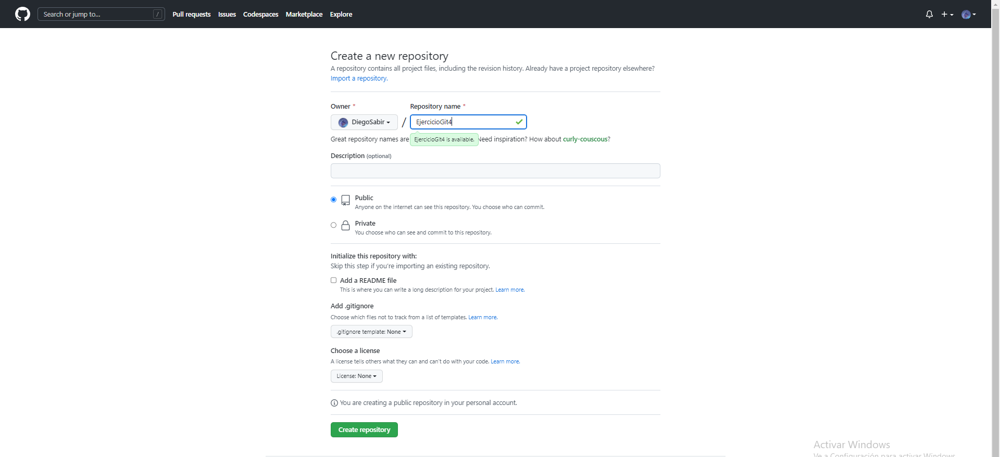 Search or jump to... /
Pull requests Issues Codespaces Marketplace Explore
Create a new repository
A repository contains all project files, including the revision history. Already have a project repository elsewhere?
Import a repository.
Owner * Repository name *
DiegoSabir / EjercicioGit4
Great repository names are EjercicioGit4 is available. Need inspiration? How about curly-couscous?
Description (optional)
Public
Anyone on the internet can see this repository. You choose who can commit.
Private
You choose who can see and commit to this repository.
Initialize this repository with:
Skip this step if you're importing an existing repository.
Add a README file
This is where you can write a long description for your project. Learn more.
Add .gitignore
Choose which files not to track from a list of templates. Learn more.
.gitignore template: None
Choose a license
A license tells others what they can and can't do with your code. Learn more.
License: None
You are creating a public repository in your personal account.
Create repository
Activar Windows
Ve a Configuración para activar Windows.